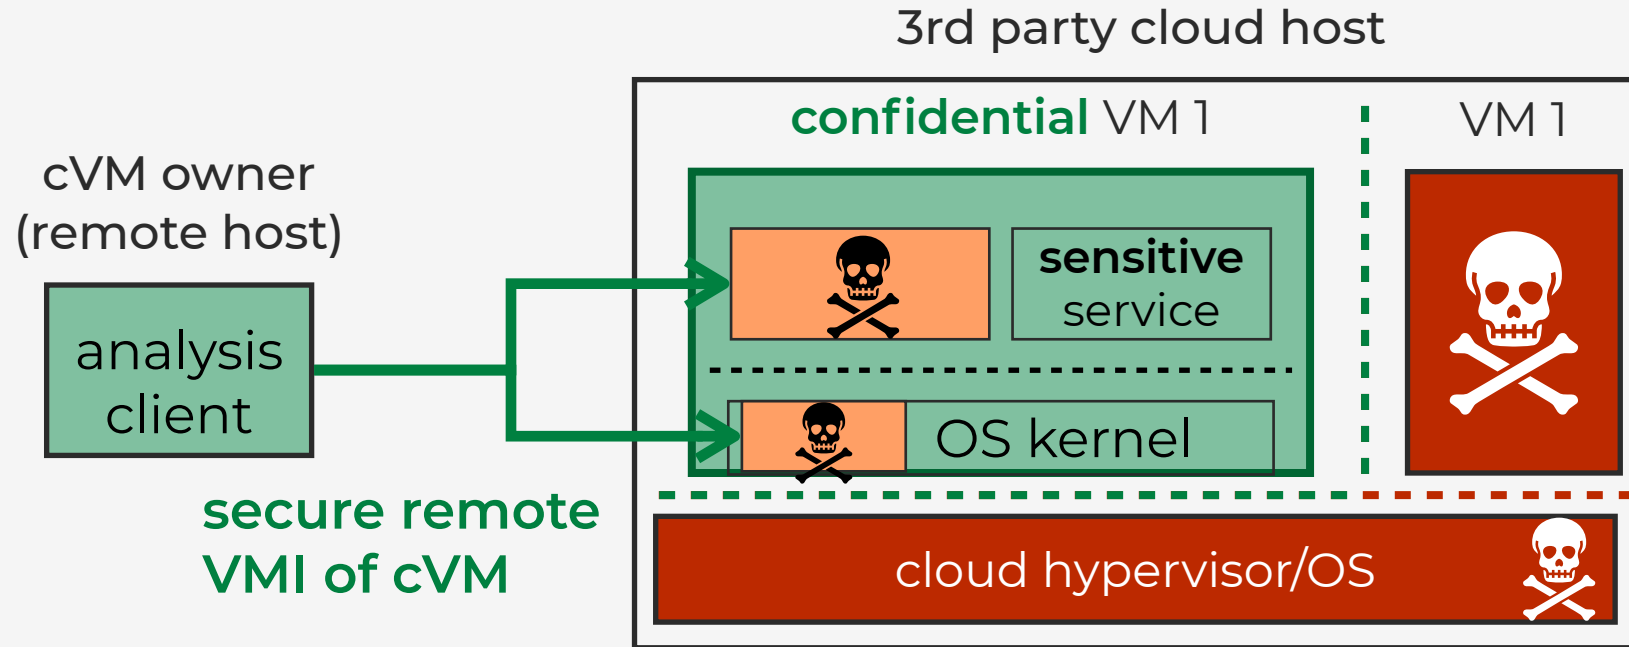 3rd party cloud host
confidential VM 1
VM 1
cVM owner
(remote host)
sensitive
service
analysis
client
OS kernel
secure remote
VMI of cVM
cloud hypervisor/OS